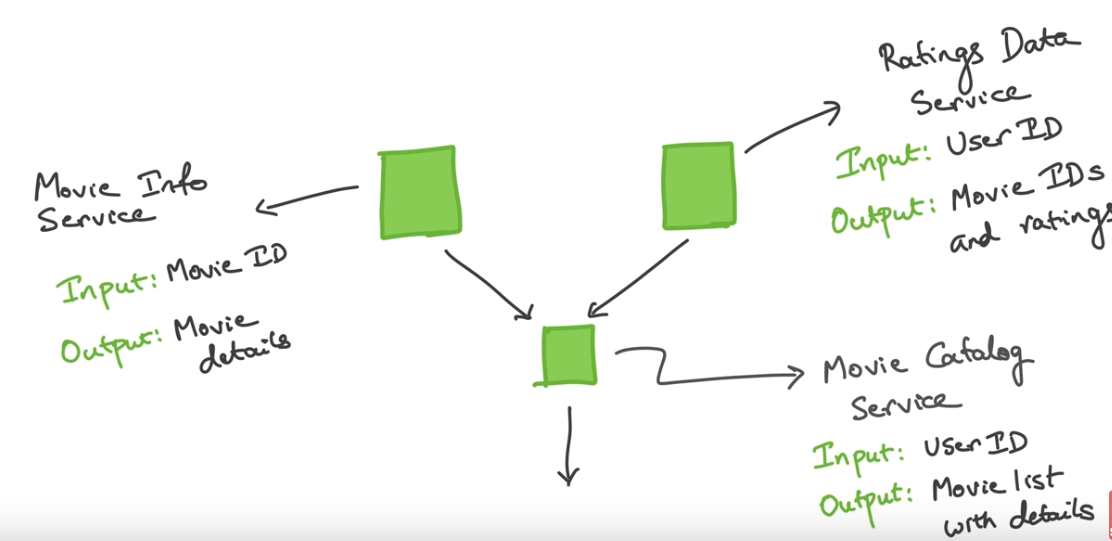 Movie Info
Service
Input: Movie ID
Output: Movie
details
Ratings Data
Service
Input: User ID
Output: Movie IDs
and ratings
Movie Catalog
Service
Input: User ID
Output: Movie list
with details